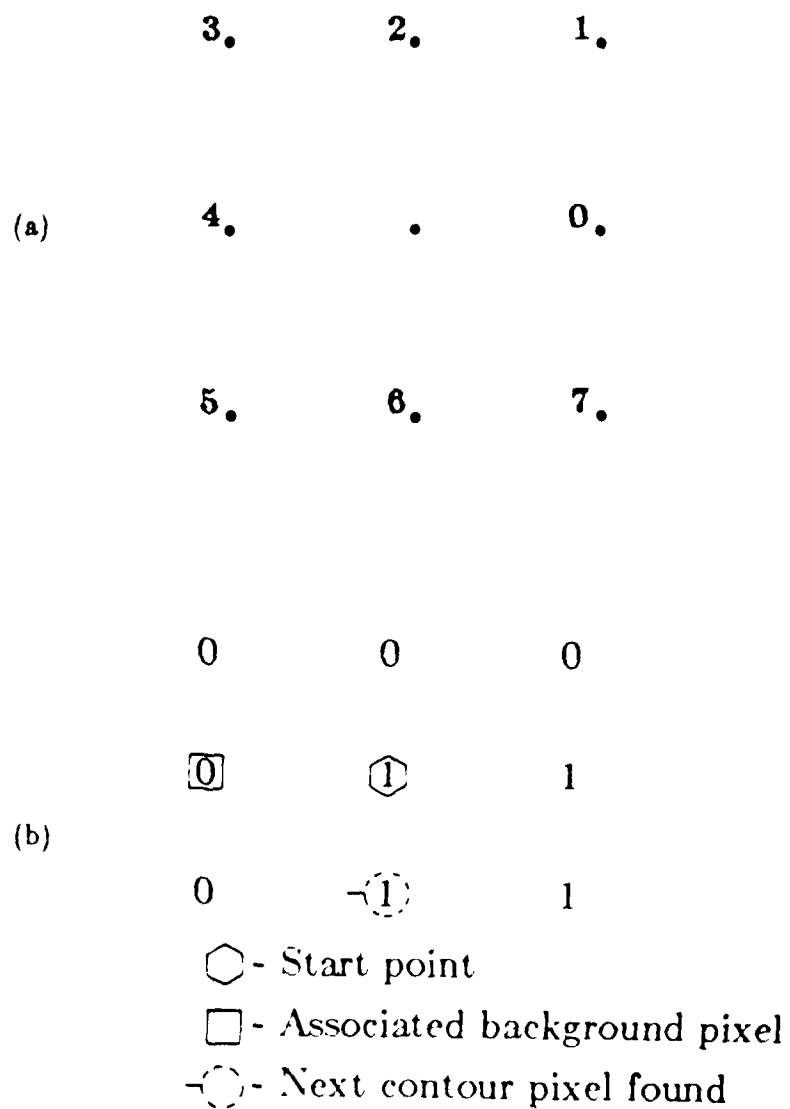 3. 2. 1.
(a) 4. . 0.
5. 6. 7.
0 0 0
0 1 1
(b)
0 1 1
- Start point
- Associated background pixel
- Next contour pixel found